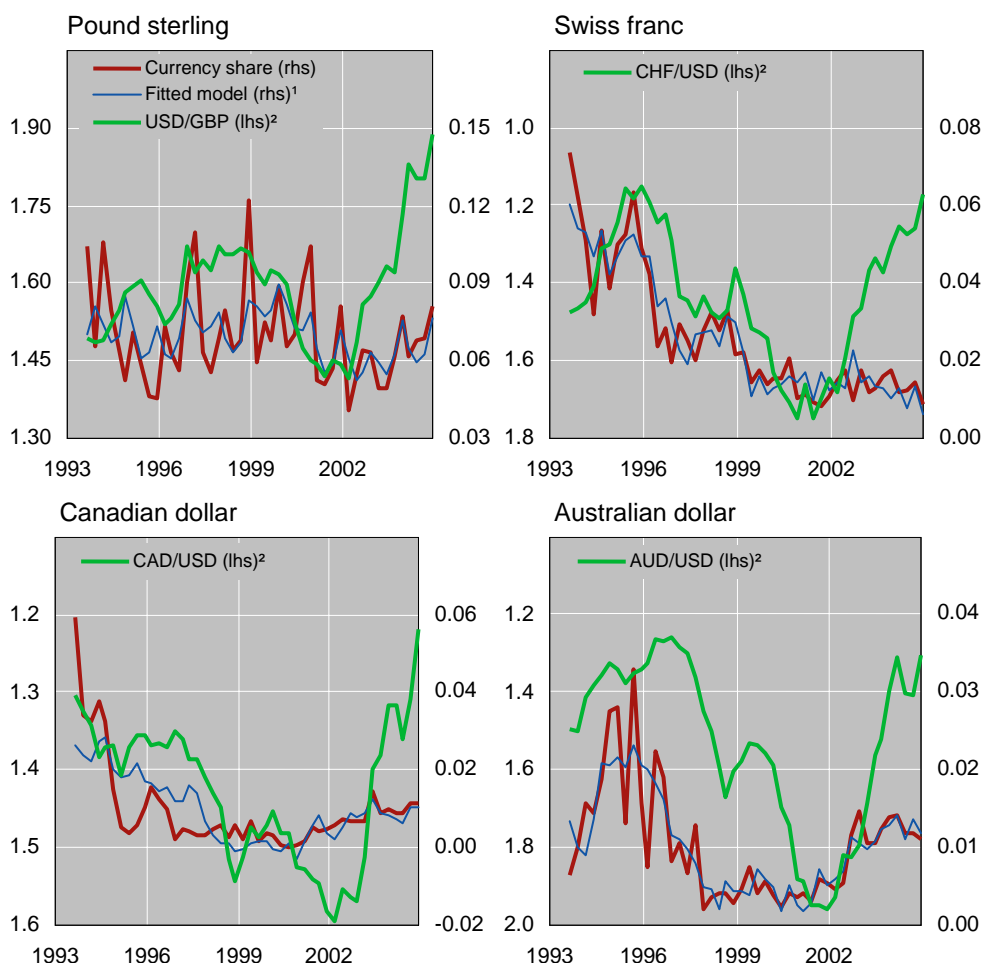 Pound sterling
Currency share (rhs)
Fitted model (rhs)¹
USD/GBP (lhs)²
1.90
1.75
1.60
1.45
1.30
0.15
0.12
0.09
0.06
0.03
1993 1996 1999 2002
Swiss franc
CHF/USD (lhs)²
1.0
1.2
1.4
1.6
1.8
0.08
0.06
0.04
0.02
0.00
1993 1996 1999 2002
Canadian dollar
CAD/USD (lhs)²
1.2
1.3
1.4
1.5
1.6
0.06
0.04
0.02
0.00
-0.02
1993 1996 1999 2002
Australian dollar
AUD/USD (lhs)²
1.2
1.4
1.6
1.8
2.0
0.04
0.03
0.02
0.01
0.00
1993 1996 1999 2002